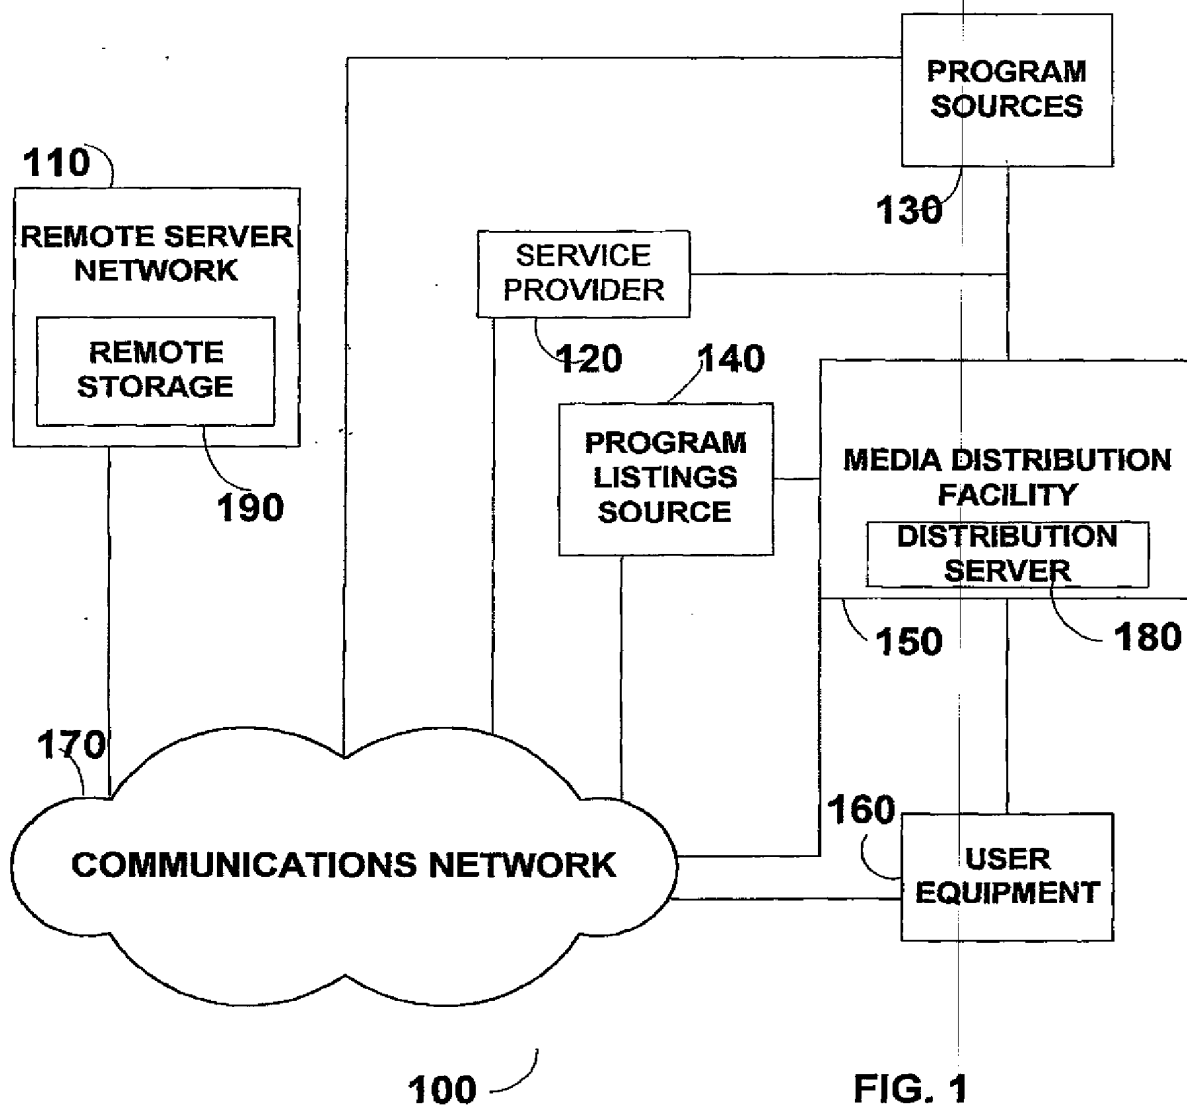 PROGRAM
SOURCES
130
110
REMOTE SERVER
NETWORK
REMOTE
STORAGE
190
SERVICE
PROVIDER
120
140
PROGRAM
LISTINGS
SOURCE
MEDIA DISTRIBUTION
FACILITY
DISTRIBUTION
SERVER
150
180
170
COMMUNICATIONS NETWORK
160
USER
EQUIPMENT
100
FIG. 1